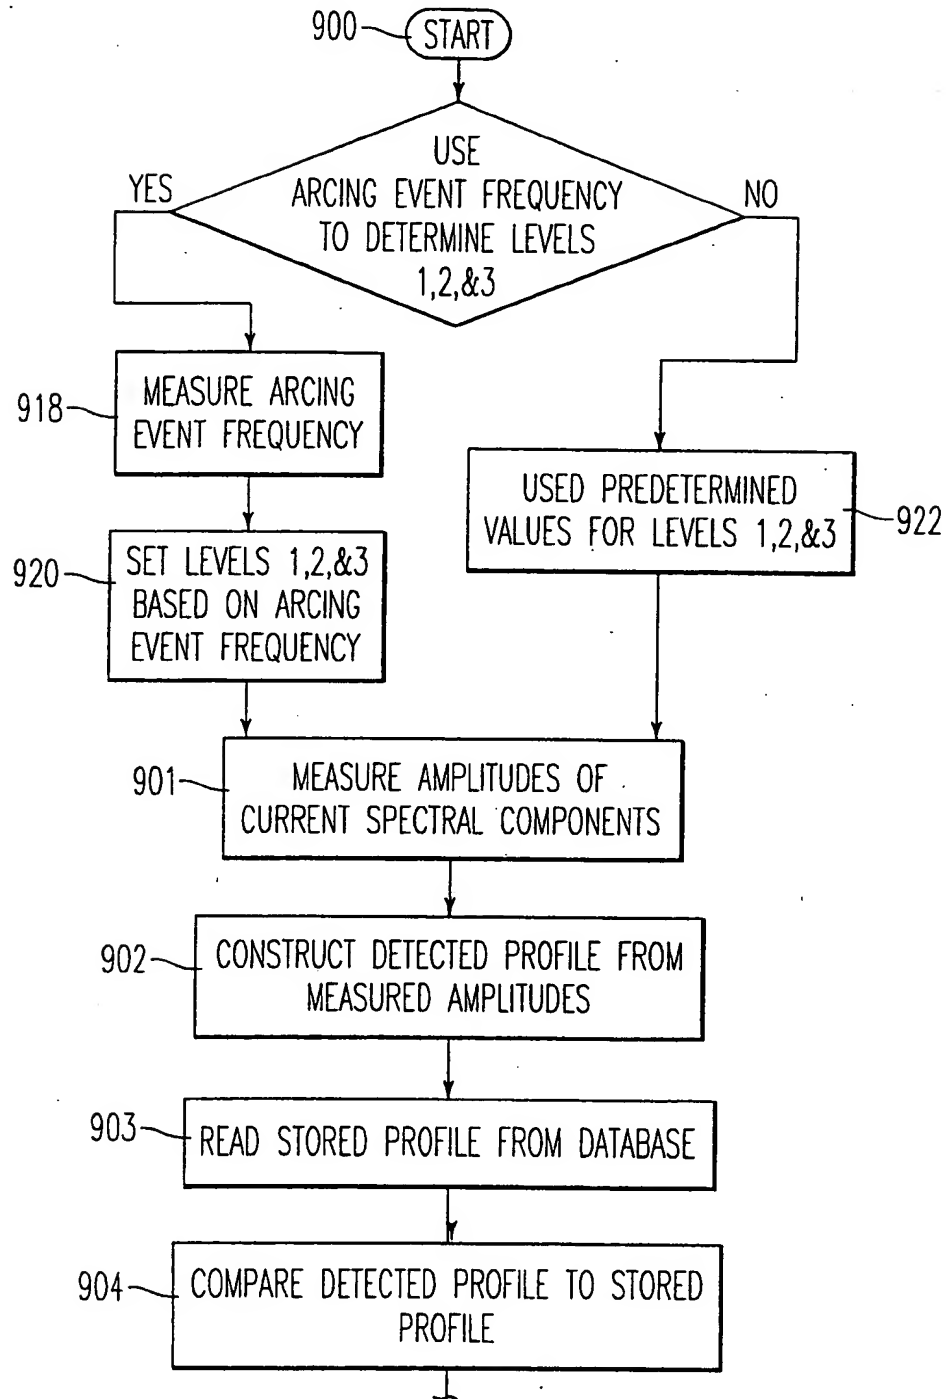 900
START
USE
ARCING EVENT FREQUENCY
TO DETERMINE LEVELS
1,2,&3
YES
NO
918
MEASURE ARCING
EVENT FREQUENCY
USED PREDETERMINED
VALUES FOR LEVELS 1,2,&3
922
920
SET LEVELS 1,2,&3
BASED ON ARCING
EVENT FREQUENCY
901
MEASURE AMPLITUDES OF
CURRENT SPECTRAL COMPONENTS
902
CONSTRUCT DETECTED PROFILE FROM
MEASURED AMPLITUDES
903
READ STORED PROFILE FROM DATABASE
904
COMPARE DETECTED PROFILE TO STORED
PROFILE